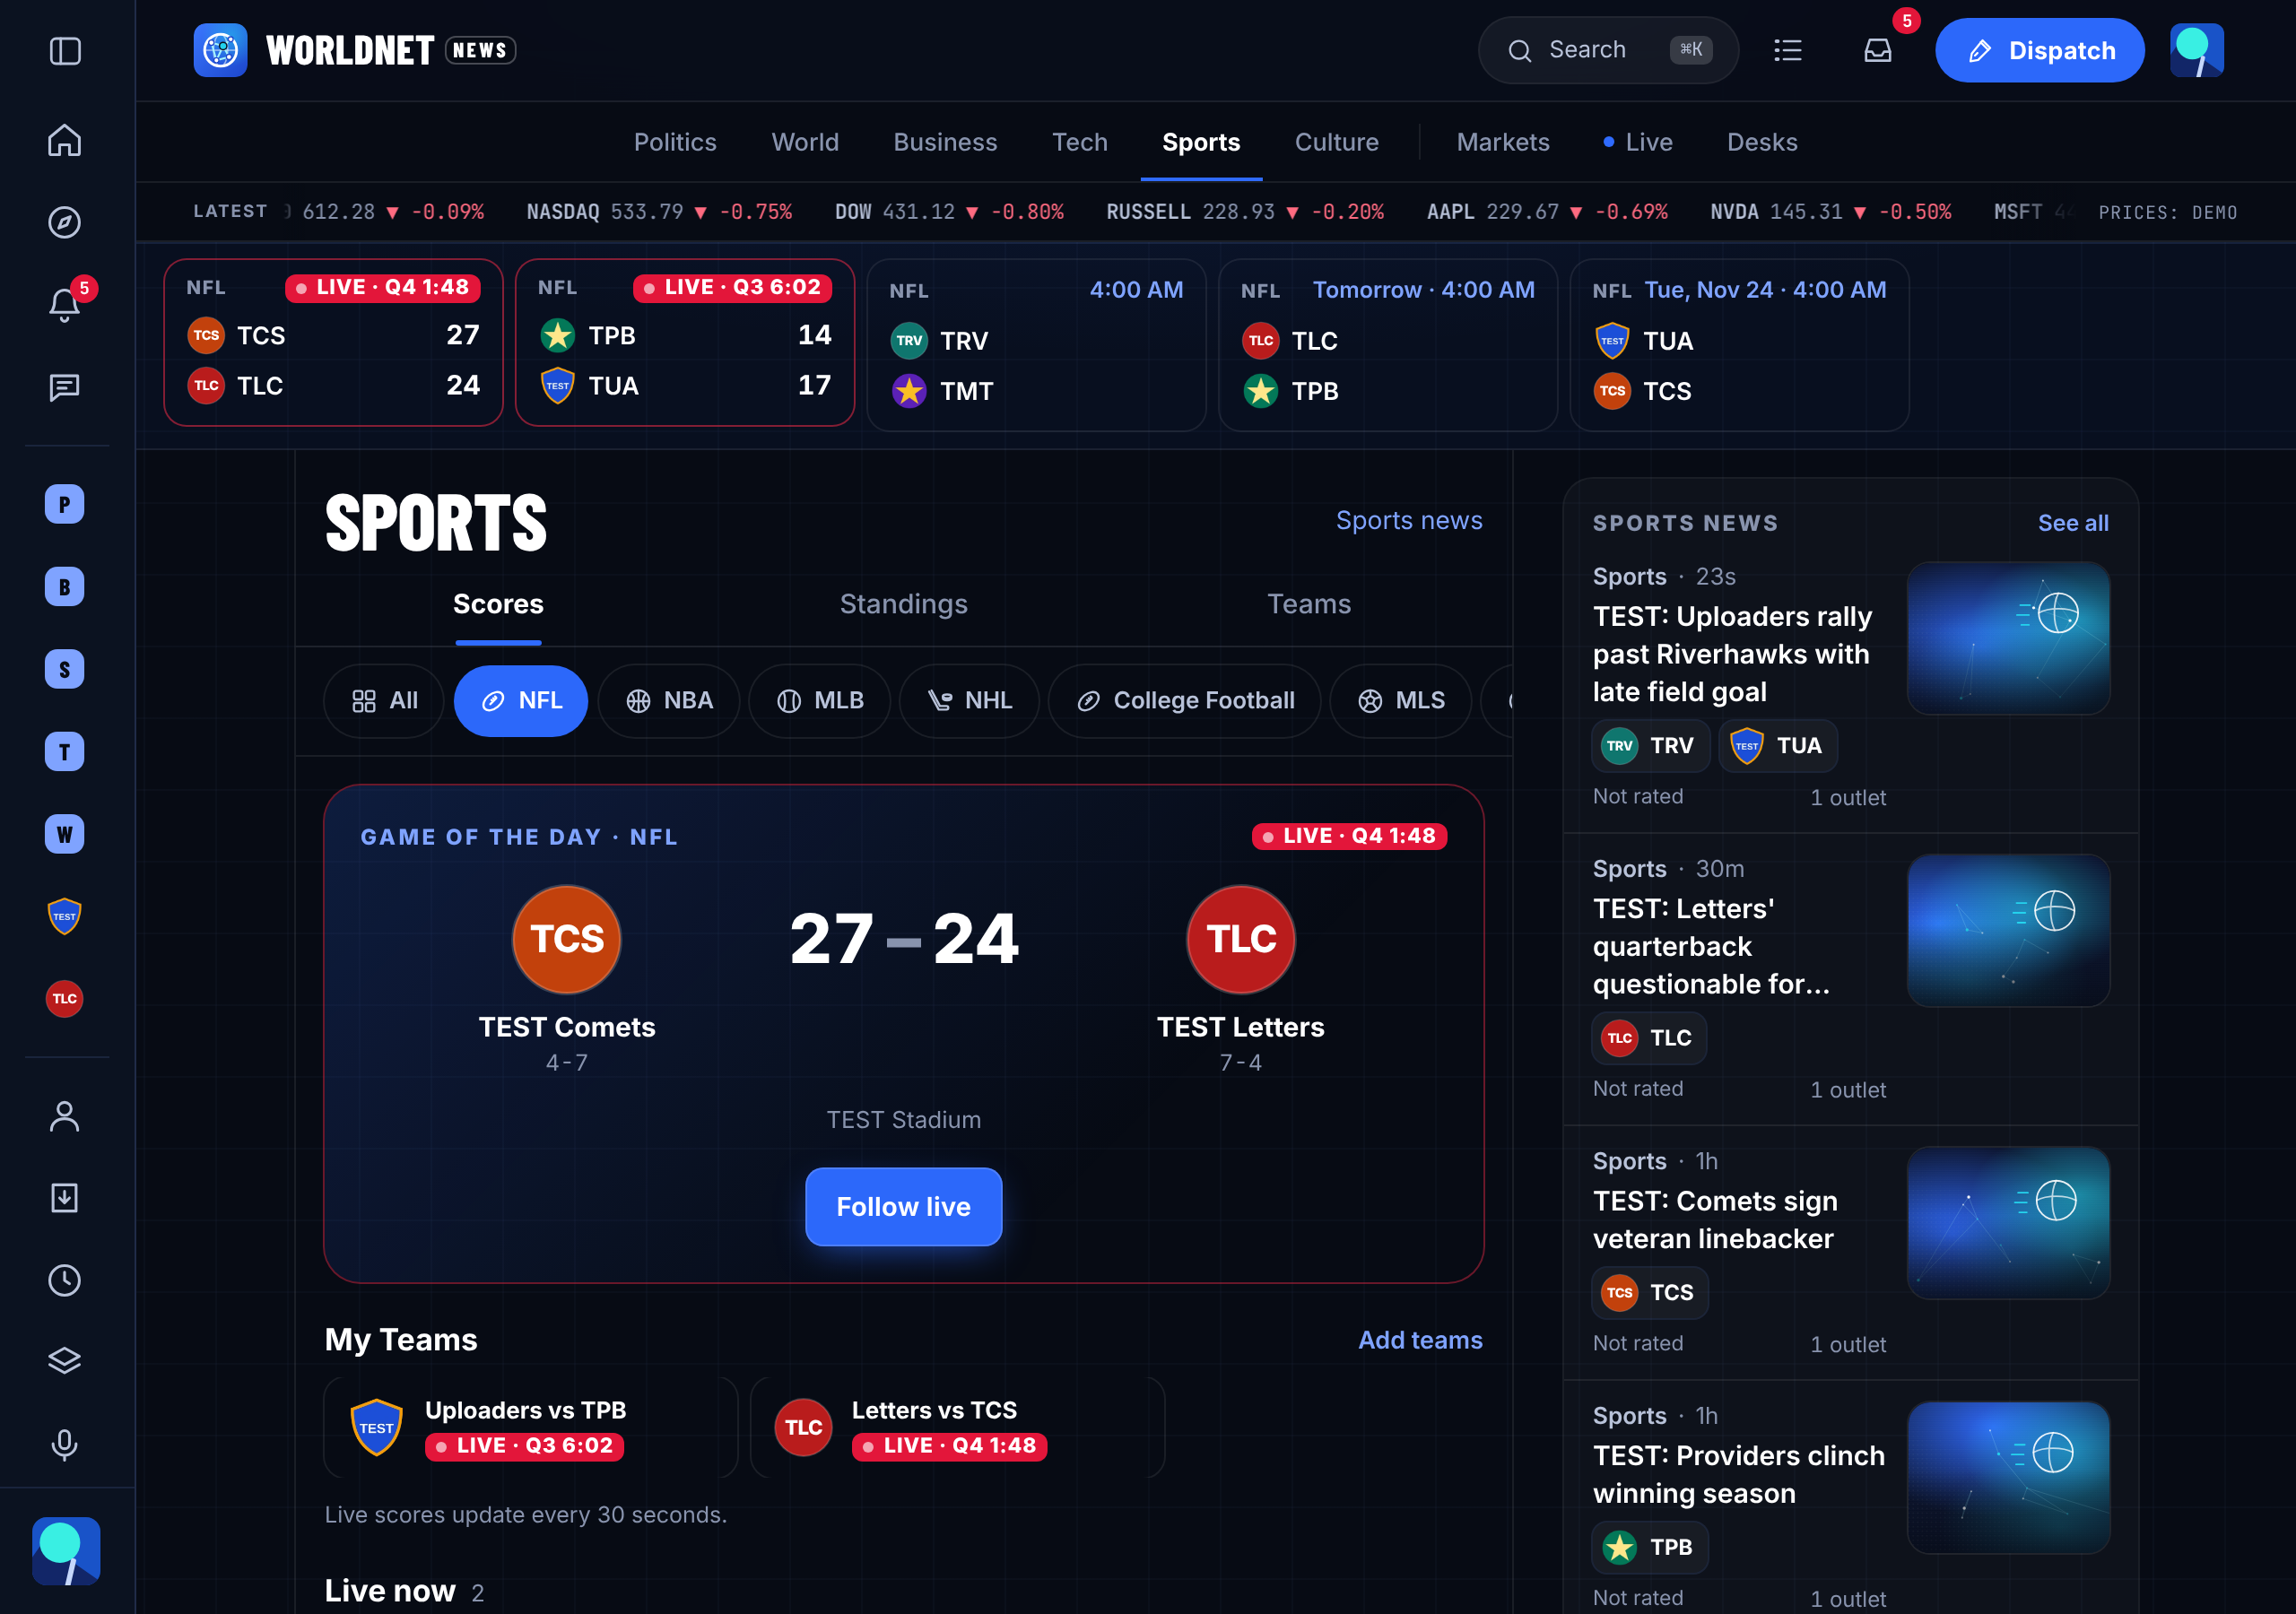 WORLDNET NEWS
Search ⌘K
5
Dispatch
Politics World Business Tech Sports Culture Markets Live Desks
LATEST 612.28 ▼ -0.09% NASDAQ 533.79 ▼ -0.75% DOW 431.12 ▼ -0.80% RUSSELL 228.93 ▼ -0.20% AAPL 229.67 ▼ -0.69% NVDA 145.31 ▼ -0.50% MSFT PRICES: DEMO
5
P
B
S
T
W
TEST
TLC
NFL LIVE · Q4 1:48
TCS TCS 27
TLC TLC 24
NFL LIVE · Q3 6:02
TPB 14
TEST TUA 17
NFL 4:00 AM
TRV TRV
TMT
NFL Tomorrow · 4:00 AM
TLC TLC
TPB
NFL Tue, Nov 24 · 4:00 AM
TEST TUA
TCS TCS
SPORTS
Sports news
Scores Standings Teams
All NFL NBA MLB NHL College Football MLS
GAME OF THE DAY · NFL LIVE · Q4 1:48
TCS 27 – 24 TLC
TEST Comets TEST Letters
4-7 7-4
TEST Stadium
Follow live
My Teams Add teams
TEST Uploaders vs TPB
LIVE · Q3 6:02
TLC Letters vs TCS
LIVE · Q4 1:48
Live scores update every 30 seconds.
Live now 2
SPORTS NEWS See all
Sports · 23s
TEST: Uploaders rally
past Riverhawks with
late field goal
TRV TRV TEST TUA
Not rated 1 outlet
Sports · 30m
TEST: Letters'
quarterback
questionable for...
TLC TLC
Not rated 1 outlet
Sports · 1h
TEST: Comets sign
veteran linebacker
TCS TCS
Not rated 1 outlet
Sports · 1h
TEST: Providers clinch
winning season
TPB
Not rated 1 outlet